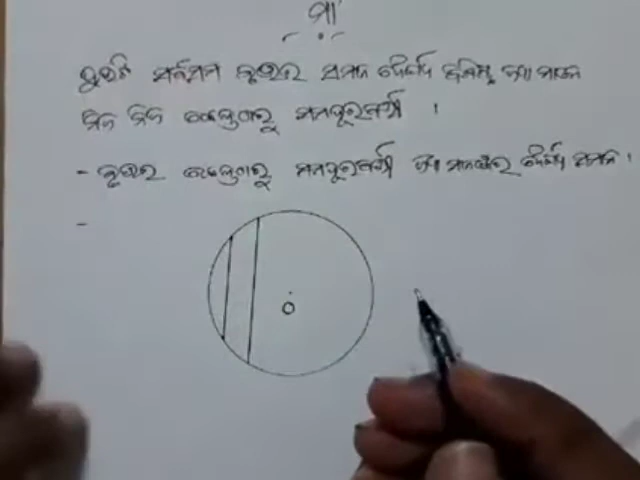 ମା
ଦୁଇଟି ସର୍ବସମ ବୃତ୍ତର ସମାନ ଦୈର୍ଘ୍ୟ ବିଶିଷ୍ଟ ଜ୍ୟା ମାନେ
ନିଜ ନିଜ କେନ୍ଦ୍ରଠାରୁ ସମଦୂରବର୍ତ୍ତୀ ।
- ବୃତ୍ତର କେନ୍ଦ୍ରଠାରୁ ସମଦୂରବର୍ତ୍ତୀ ଜ୍ୟା ମାନଙ୍କର ଦୈର୍ଘ୍ୟ ସମାନ ।
-
O